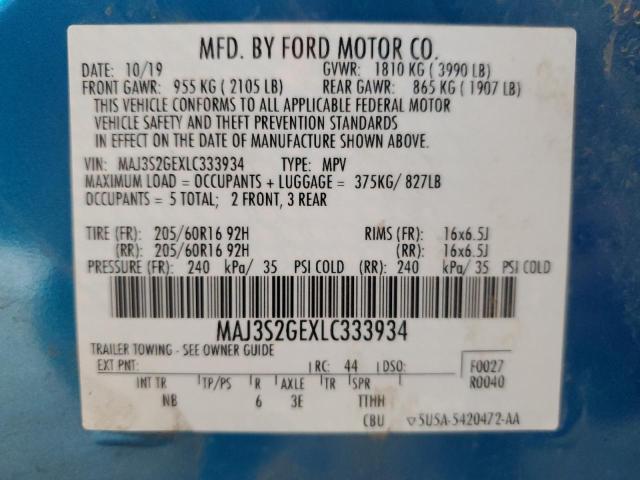 MFD. BY FORD MOTOR CO.
DATE: 10/19 GVWR: 1810 KG ( 3990 LB)
FRONT GAWR: 955 KG ( 2105 LB) REAR GAWR: 865 KG ( 1907 LB)
THIS VEHICLE CONFORMS TO ALL APPLICABLE FEDERAL MOTOR
VEHICLE SAFETY AND THEFT PREVENTION STANDARDS
IN EFFECT ON THE DATE OF MANUFACTURE SHOWN ABOVE.
VIN: MAJ3S2GEXLC333934 TYPE: MPV
MAXIMUM LOAD = OCCUPANTS + LUGGAGE = 375KG/ 827LB
OCCUPANTS = 5 TOTAL; 2 FRONT, 3 REAR
TIRE (FR): 205/60R16 92H RIMS (FR): 16x6.5J
(RR): 205/60R16 92H (RR): 16x6.5J
PRESSURE (FR): 240 kPa/ 35 PSI COLD (RR): 240 kPa/ 35 PSI COLD
MAJ3S2GEXLC333934
TRAILER TOWING - SEE OWNER GUIDE
EXT PNT: RC: 44 DSO: F0027
INT TR TP/PS R AXLE TR SPR R0040
NB 6 3E TTHH
CBU 5U5A-5420472-AA